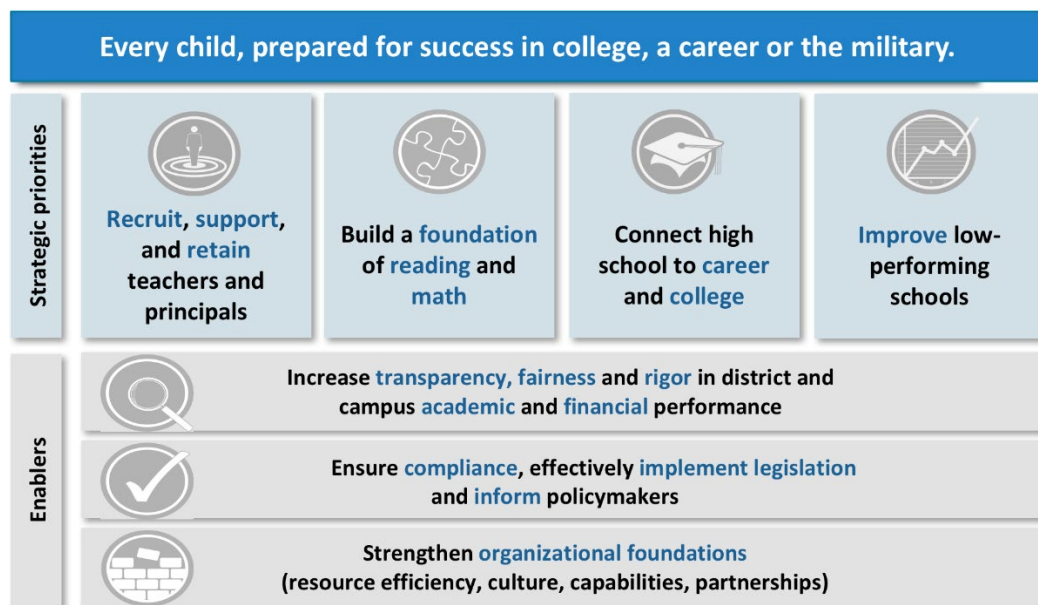 Every child, prepared for success in college, a career or the military.
Strategic priorities
Recruit, support,
and retain
teachers and
principals
Build a foundation
of reading and
math
Connect high
school to career
and college
Improve low-
performing
schools
Enablers
Increase transparency, fairness and rigor in district and
campus academic and financial performance
Ensure compliance, effectively implement legislation
and inform policymakers
Strengthen organizational foundations
(resource efficiency, culture, capabilities, partnerships)